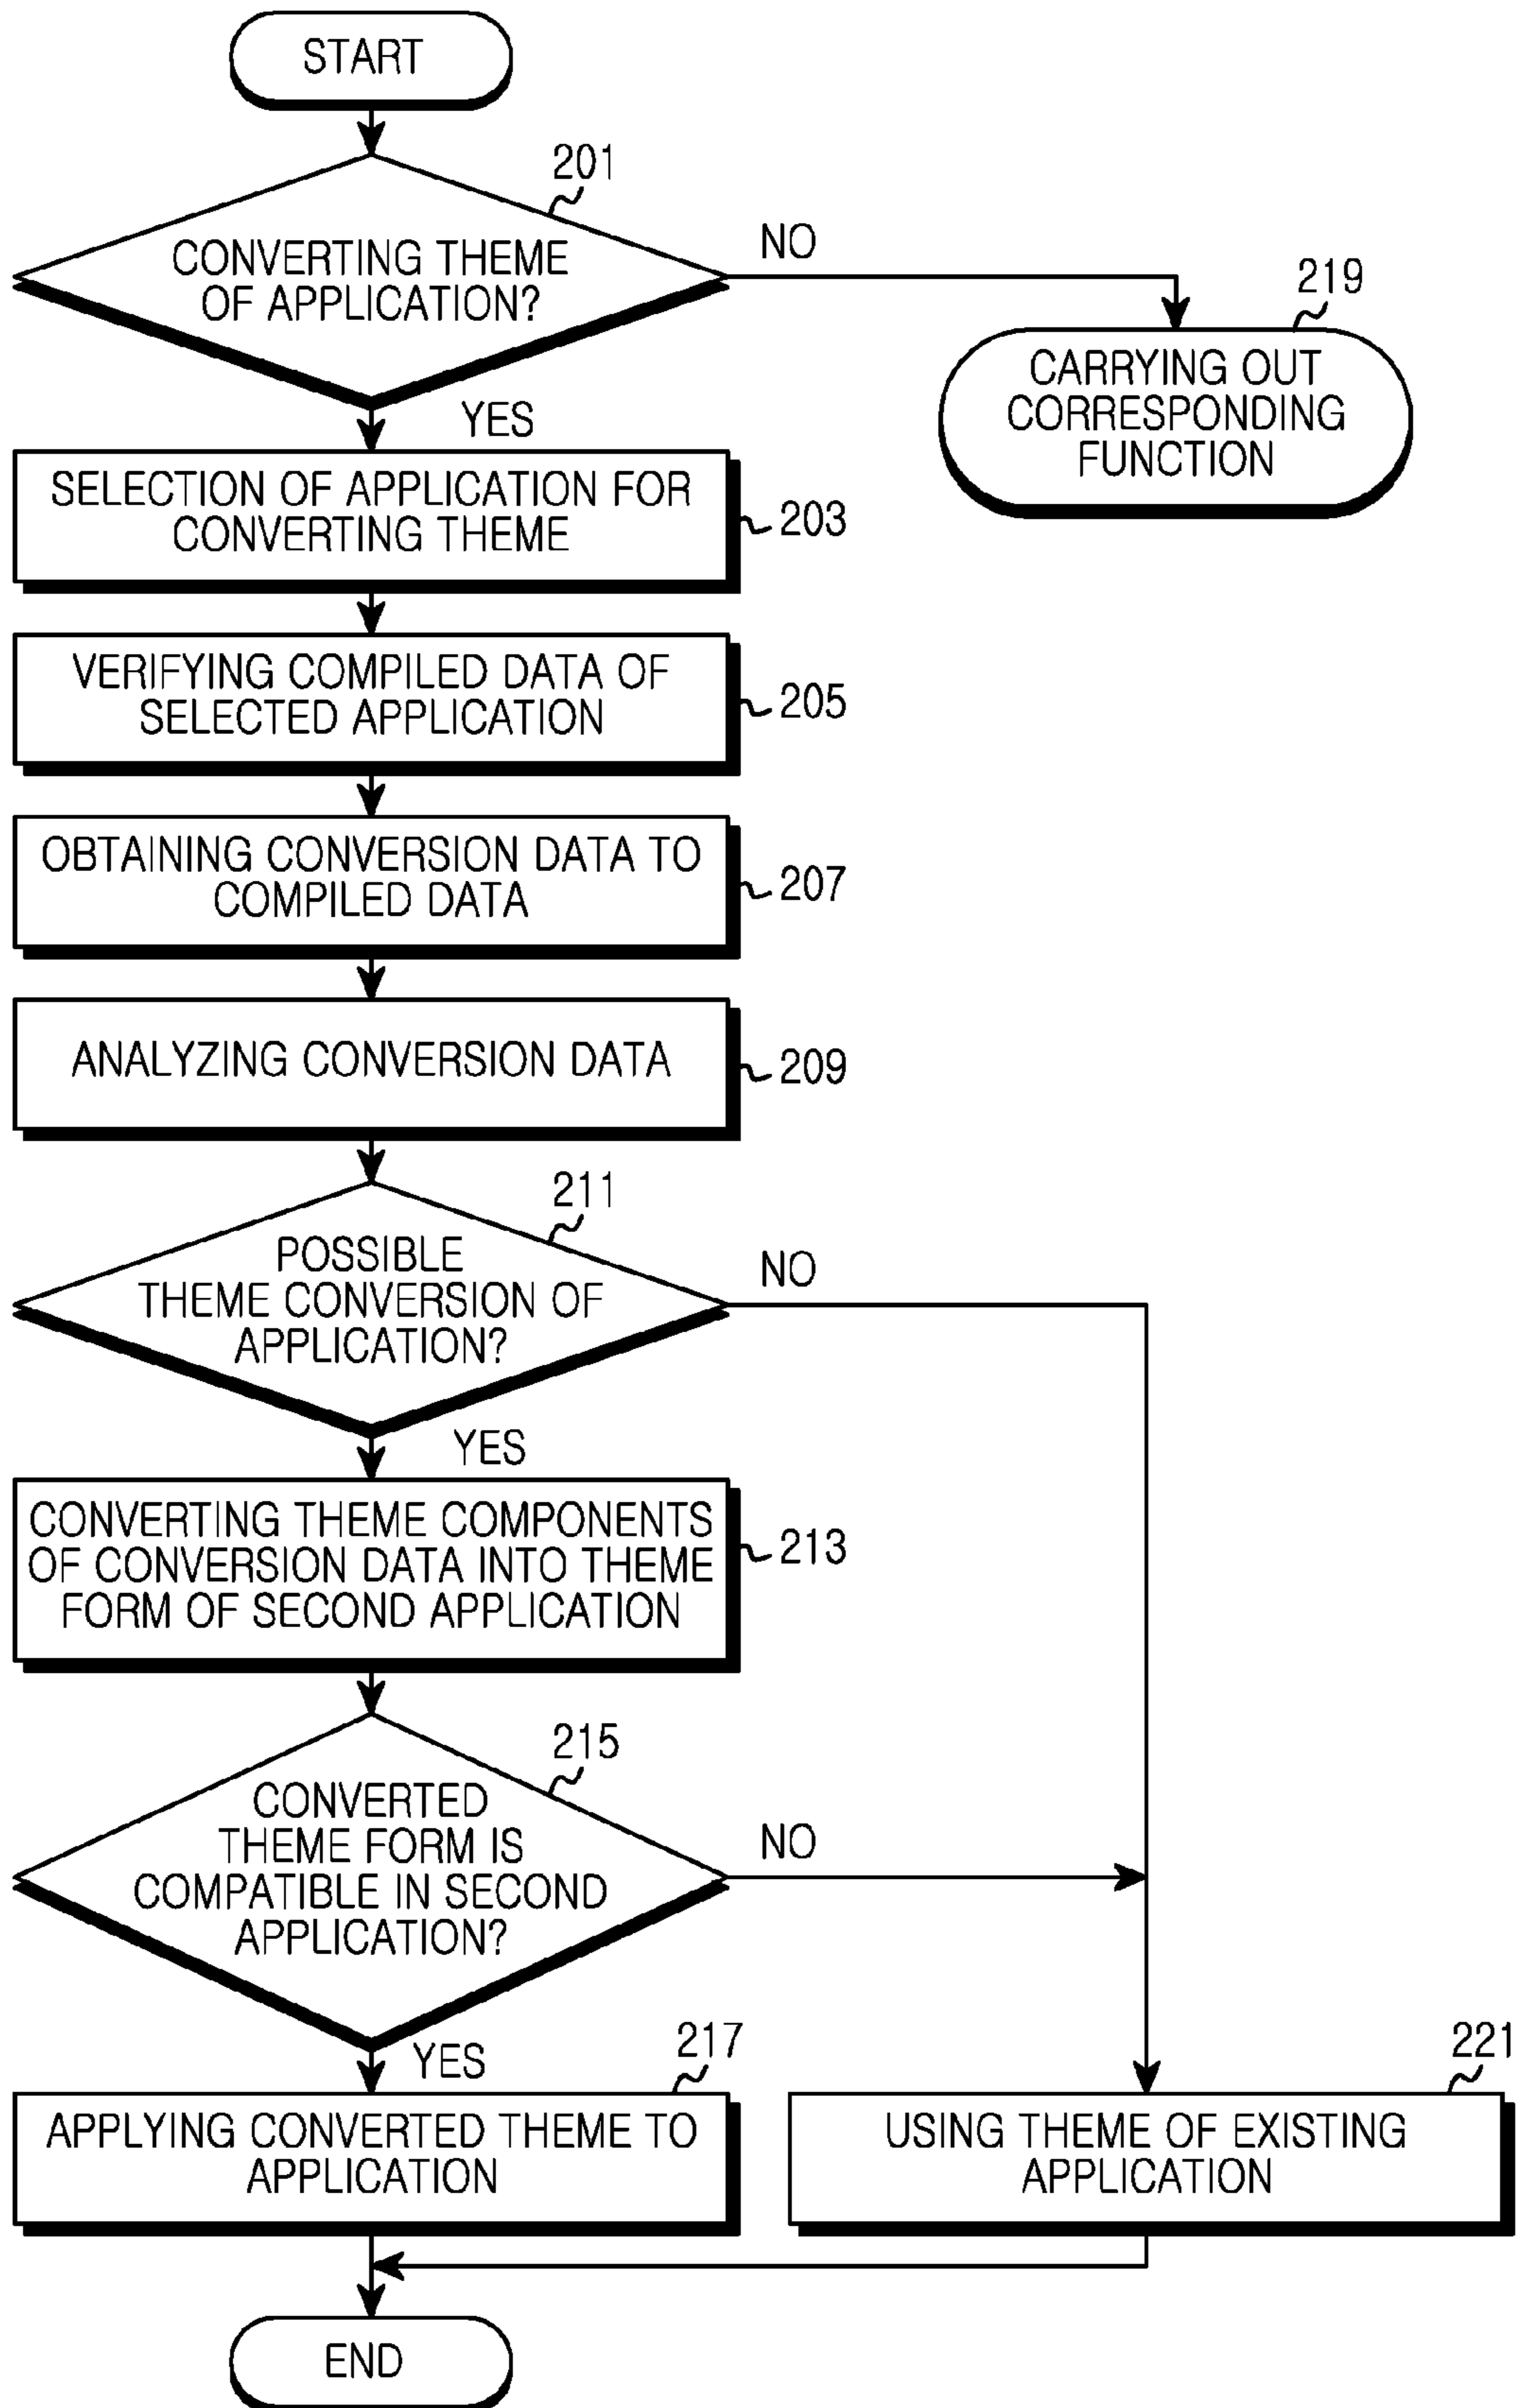 START
201
CONVERTING THEME
OF APPLICATION?
NO
219
CARRYING OUT
CORRESPONDING
FUNCTION
YES
SELECTION OF APPLICATION FOR
CONVERTING THEME
203
VERIFYING COMPILED DATA OF
SELECTED APPLICATION
205
OBTAINING CONVERSION DATA TO
COMPILED DATA
207
ANALYZING CONVERSION DATA
209
211
POSSIBLE
THEME CONVERSION OF
APPLICATION?
NO
YES
CONVERTING THEME COMPONENTS
OF CONVERSION DATA INTO THEME
FORM OF SECOND APPLICATION
213
215
CONVERTED
THEME FORM IS
COMPATIBLE IN SECOND
APPLICATION?
NO
YES
217
APPLYING CONVERTED THEME TO
APPLICATION
221
USING THEME OF EXISTING
APPLICATION
END